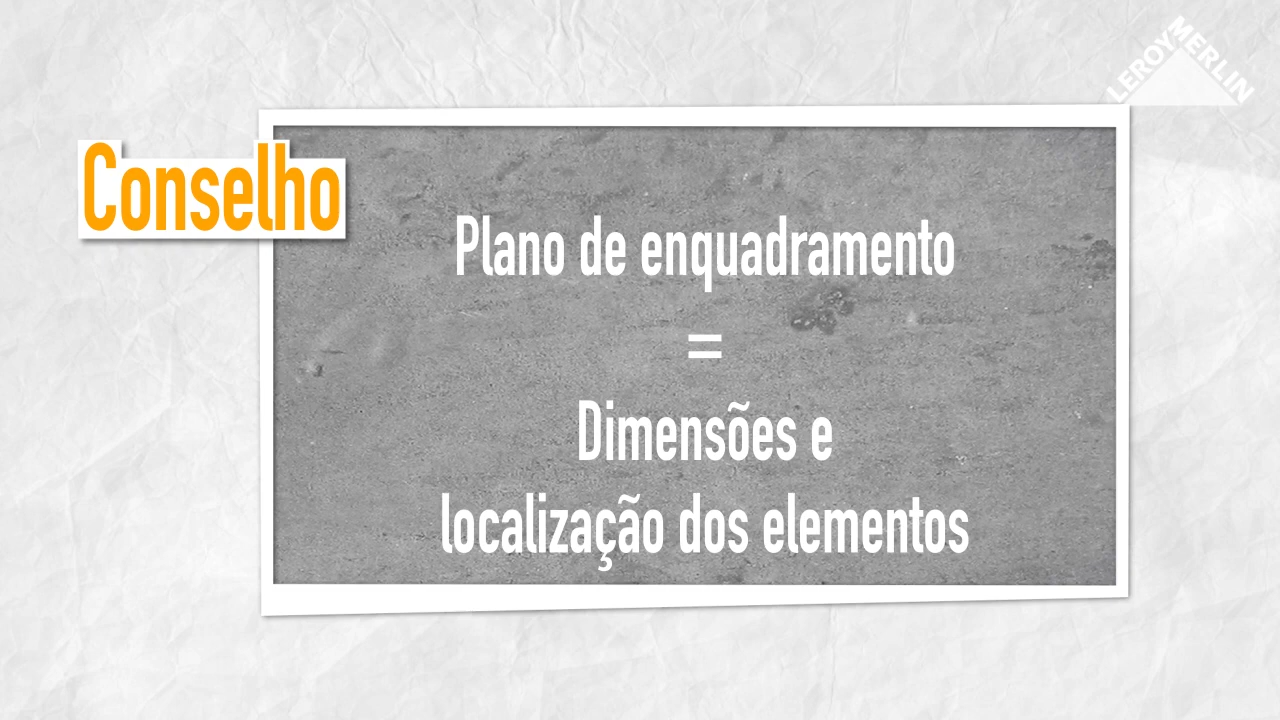 LEROY MERLIN
Conselho
Plano de enquadramento
=
Dimensões e
localização dos elementos